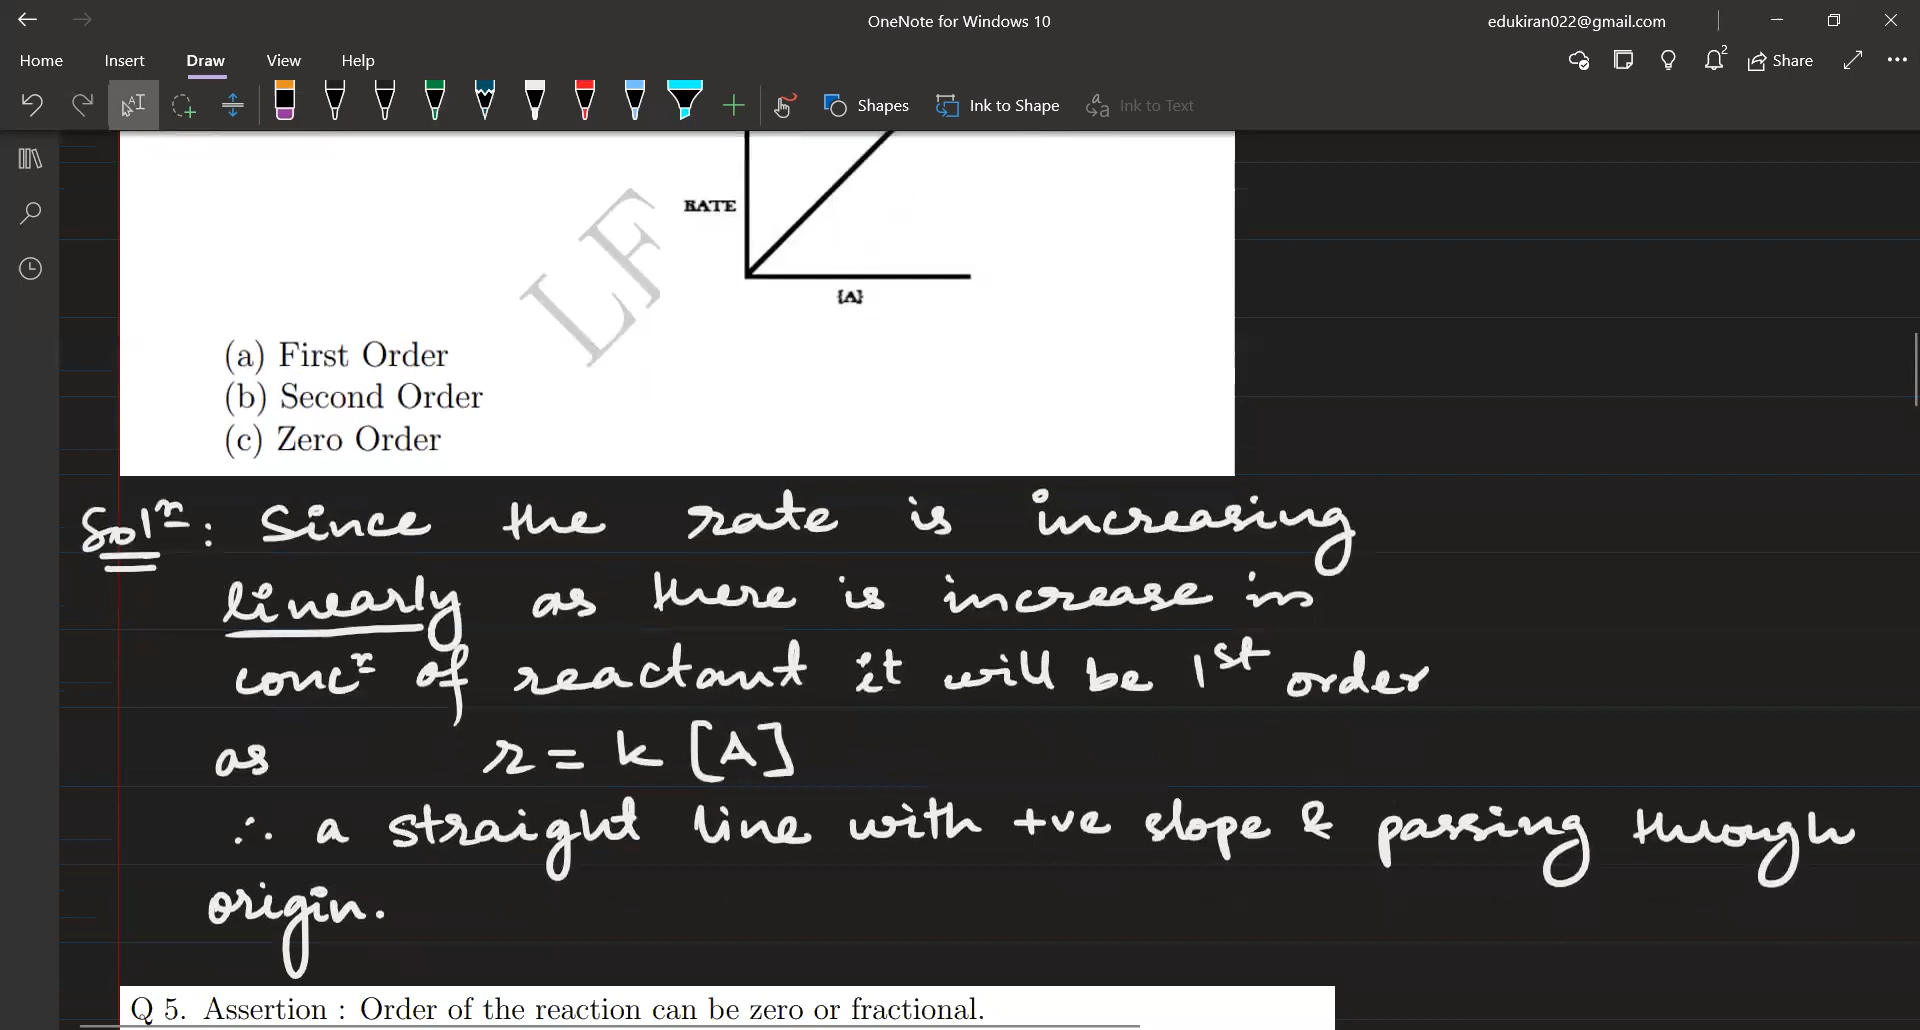 OneNote for Windows 10
edukiran022@gmail.com
Home Insert Draw View Help
2
Share
Shapes
Ink to Shape
Ink to Text
RATE
[A]
LF
(a) First Order
(b) Second Order
(c) Zero Order
Solⁿ: Since the rate is increasing
linearly as there is increase in
concⁿ of reactant it will be 1st order
as r = k [A]
∴ a straight line with +ve slope & passing through
origin.
Q 5. Assertion : Order of the reaction can be zero or fractional.